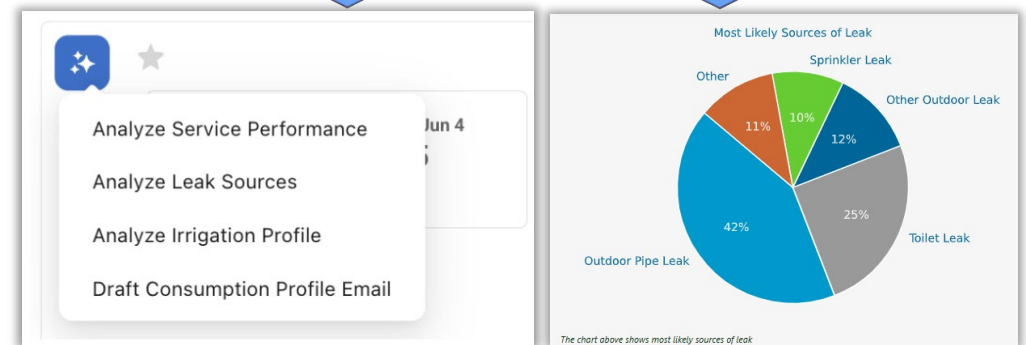 Jun 4
Analyze Service Performance
Analyze Leak Sources
Analyze Irrigation Profile
Draft Consumption Profile Email
Most Likely Sources of Leak
Sprinkler Leak
Other
Other Outdoor Leak
10%
11%
12%
25%
42%
Toilet Leak
Outdoor Pipe Leak
The chart above shows most likely sources of leak